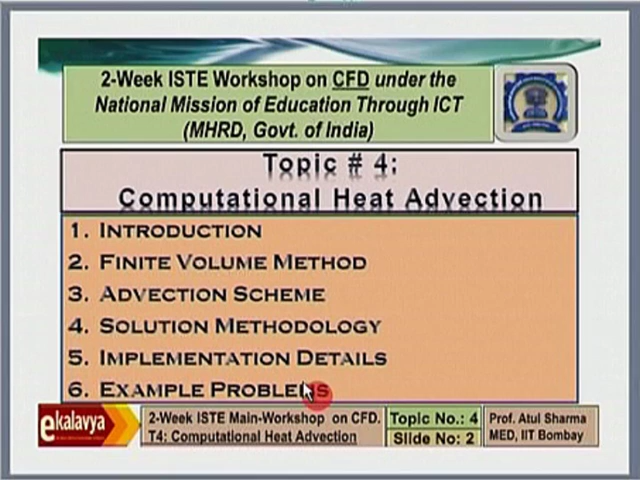 2-Week ISTE Workshop on CFD under the
National Mission of Education Through ICT
(MHRD, Govt. of India)
Topic # 4:
Computational Heat Advection
1. INTRODUCTION
2. FINITE VOLUME METHOD
3. ADVECTION SCHEME
4. SOLUTION METHODOLOGY
5. IMPLEMENTATION DETAILS
6. EXAMPLE PROBLEMS
ekalavya
2-Week ISTE Main-Workshop on CFD.
T4: Computational Heat Advection
Topic No.: 4
Slide No: 2
Prof. Atul Sharma
MED, IIT Bombay